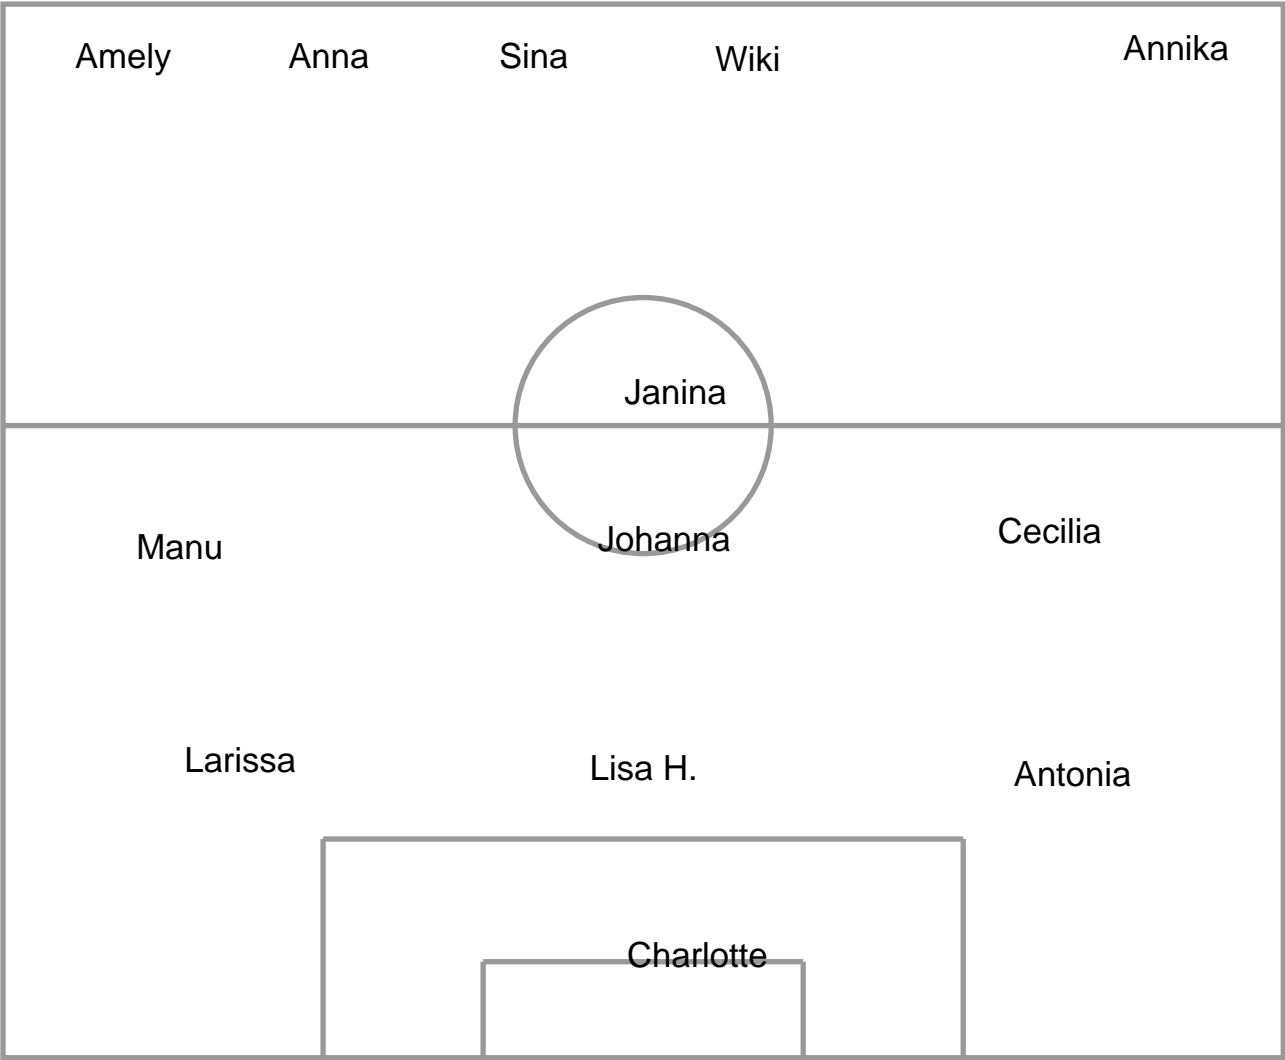 Amely Anna Sina Wiki Annika
Janina
Manu Johanna Cecilia
Larissa Lisa H. Antonia
Charlotte